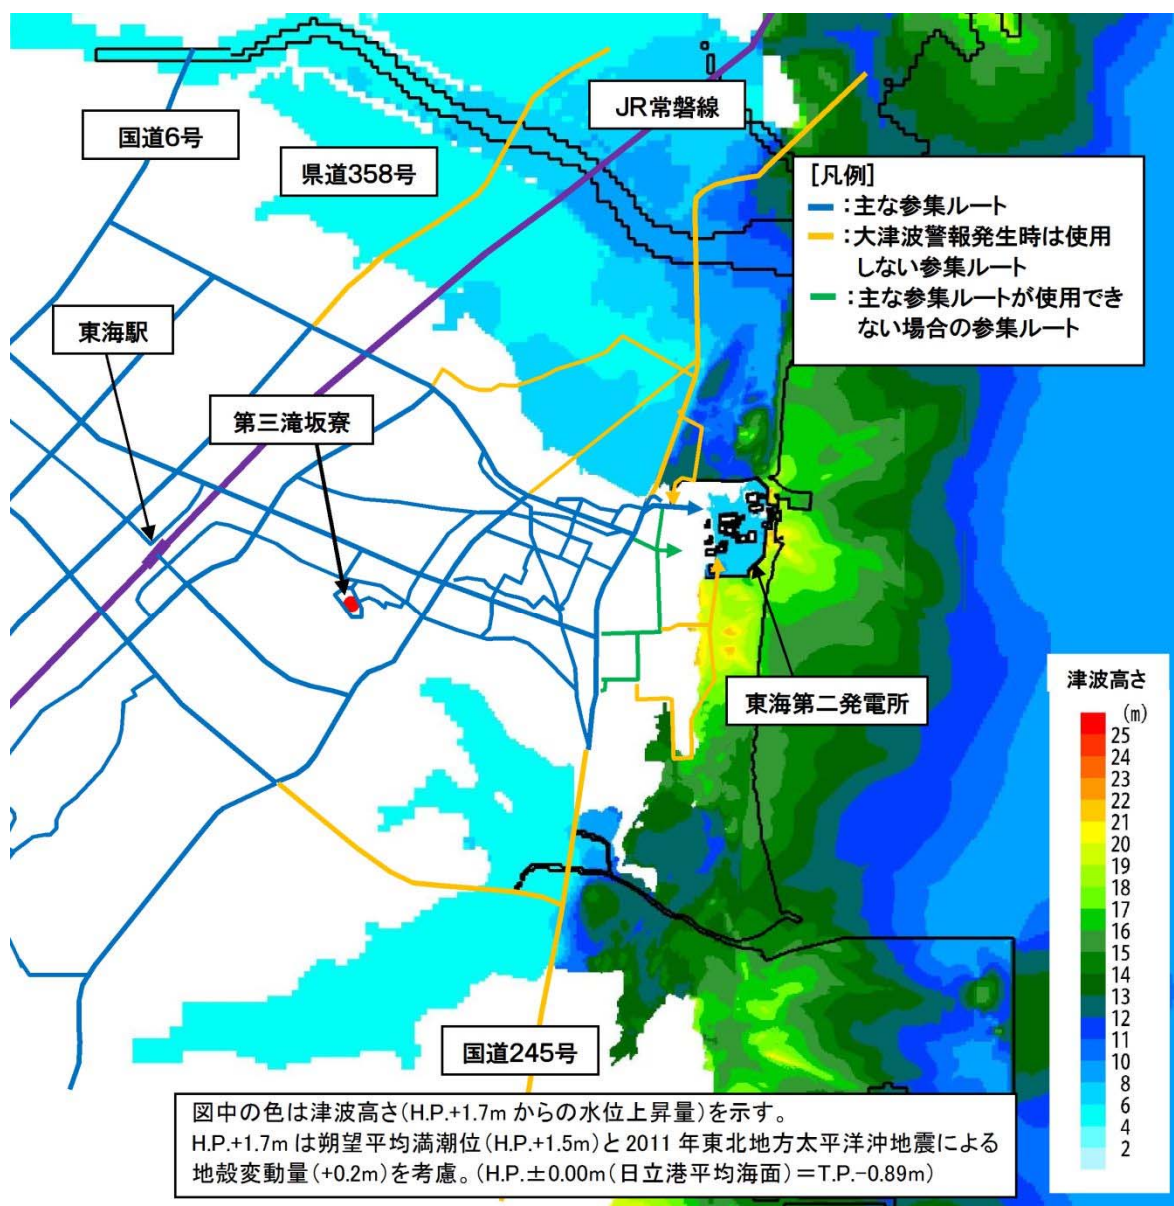 JR常磐線
国道6号
県道358号
[凡例]
：主な参集ルート
：大津波警報発生時は使用
しない参集ルート
：主な参集ルートが使用でき
ない場合の参集ルート
東海駅
第三滝坂寮
東海第二発電所
津波高さ
(m)
25
24
23
22
21
20
19
18
17
16
15
14
13
12
11
10
8
6
4
2
国道245号
図中の色は津波高さ(H.P.+1.7mからの水位上昇量)を示す。
H.P.+1.7mは朔望平均満潮位(H.P.+1.5m)と2011年東北地方太平洋沖地震による
地殻変動量(+0.2m)を考慮。(H.P.±0.00m(日立港平均海面)＝T.P.-0.89m)